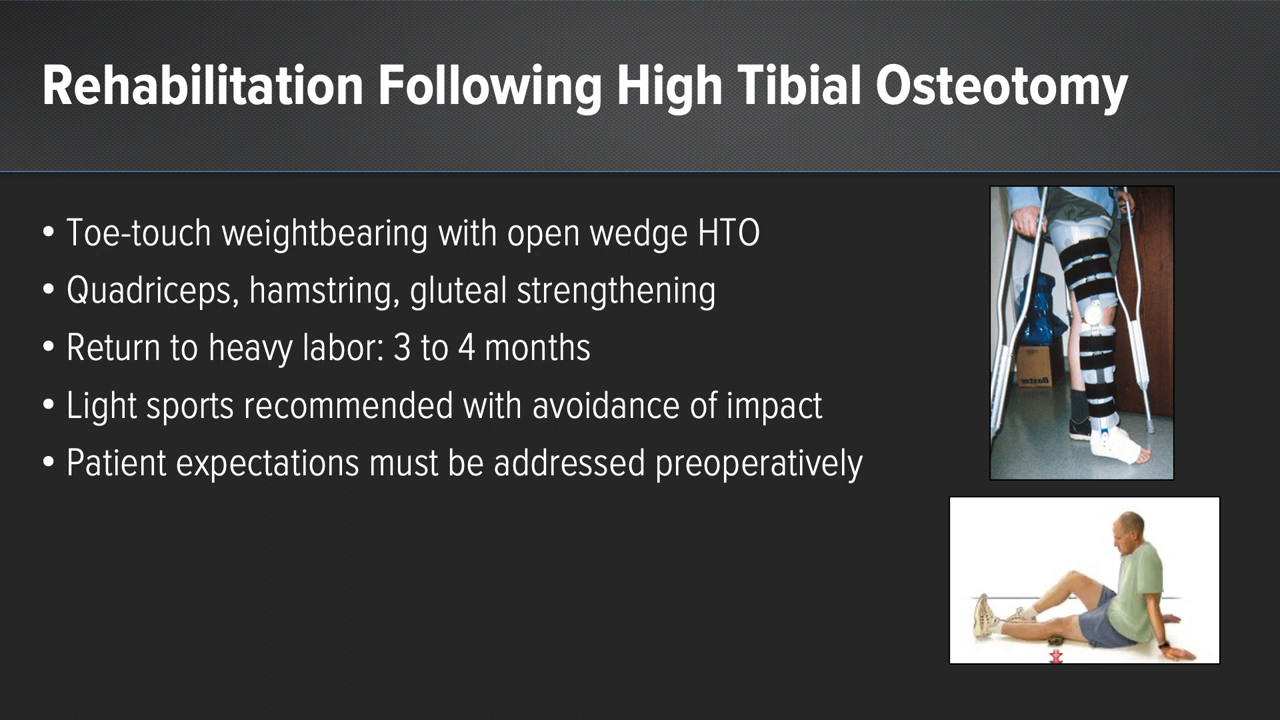 Rehabilitation Following High Tibial Osteotomy
• Toe-touch weightbearing with open wedge HTO
• Quadriceps, hamstring, gluteal strengthening
• Return to heavy labor: 3 to 4 months
• Light sports recommended with avoidance of impact
• Patient expectations must be addressed preoperatively
Baxter